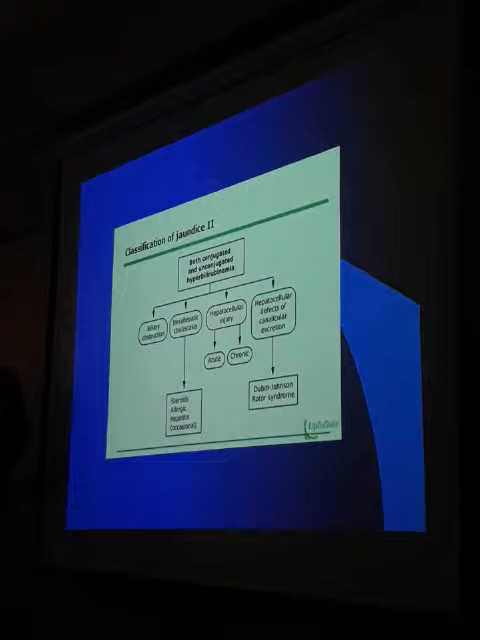 Classification of jaundice II
Both conjugated
and unconjugated
hyperbilirubinemia
Biliary
obstruction
Intrahepatic
cholestasis
Hepatocellular
injury
Hepatocellular
defects of
canalicular
excretion
Acute
Chronic
Steroids
Allergic
Hepatitis
(occasional)
Dubin-Johnson
Rotor syndrome
UpToDate